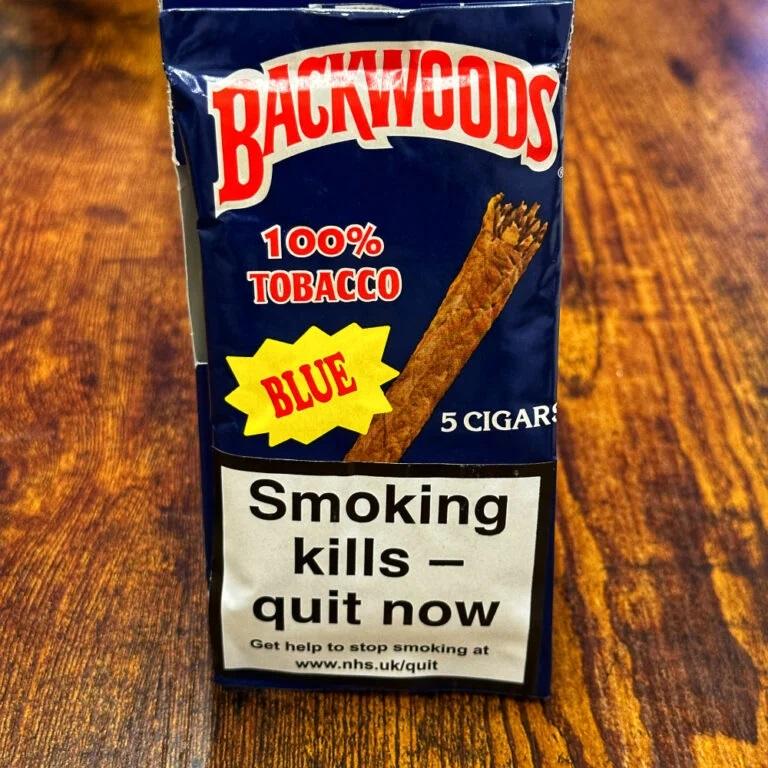 BACKWOODS
®
100%
TOBACCO
BLUE
5 CIGARS
Smoking
kills –
quit now
Get help to stop smoking at
www.nhs.uk/quit